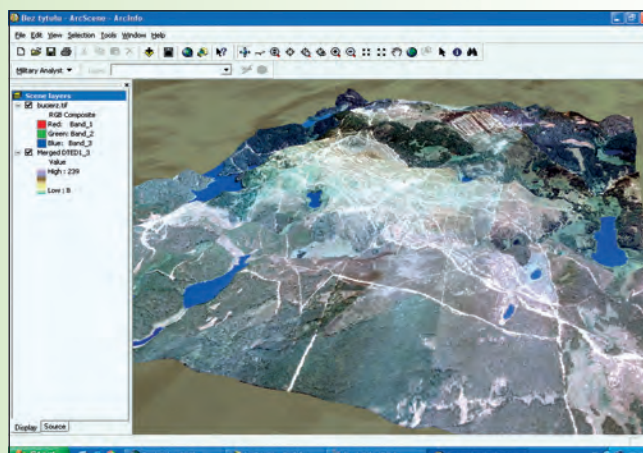 Bez tytułu - ArcScene - ArcInfo
File Edit View Selection Tools Window Help
Military Analyst
Layers
Scene layers
bucierz.tif
RGB Composite
Red: Band_1
Green: Band_2
Blue: Band_3
Merged DTED1_3
Value
High : 239
Low : 8
Display Source